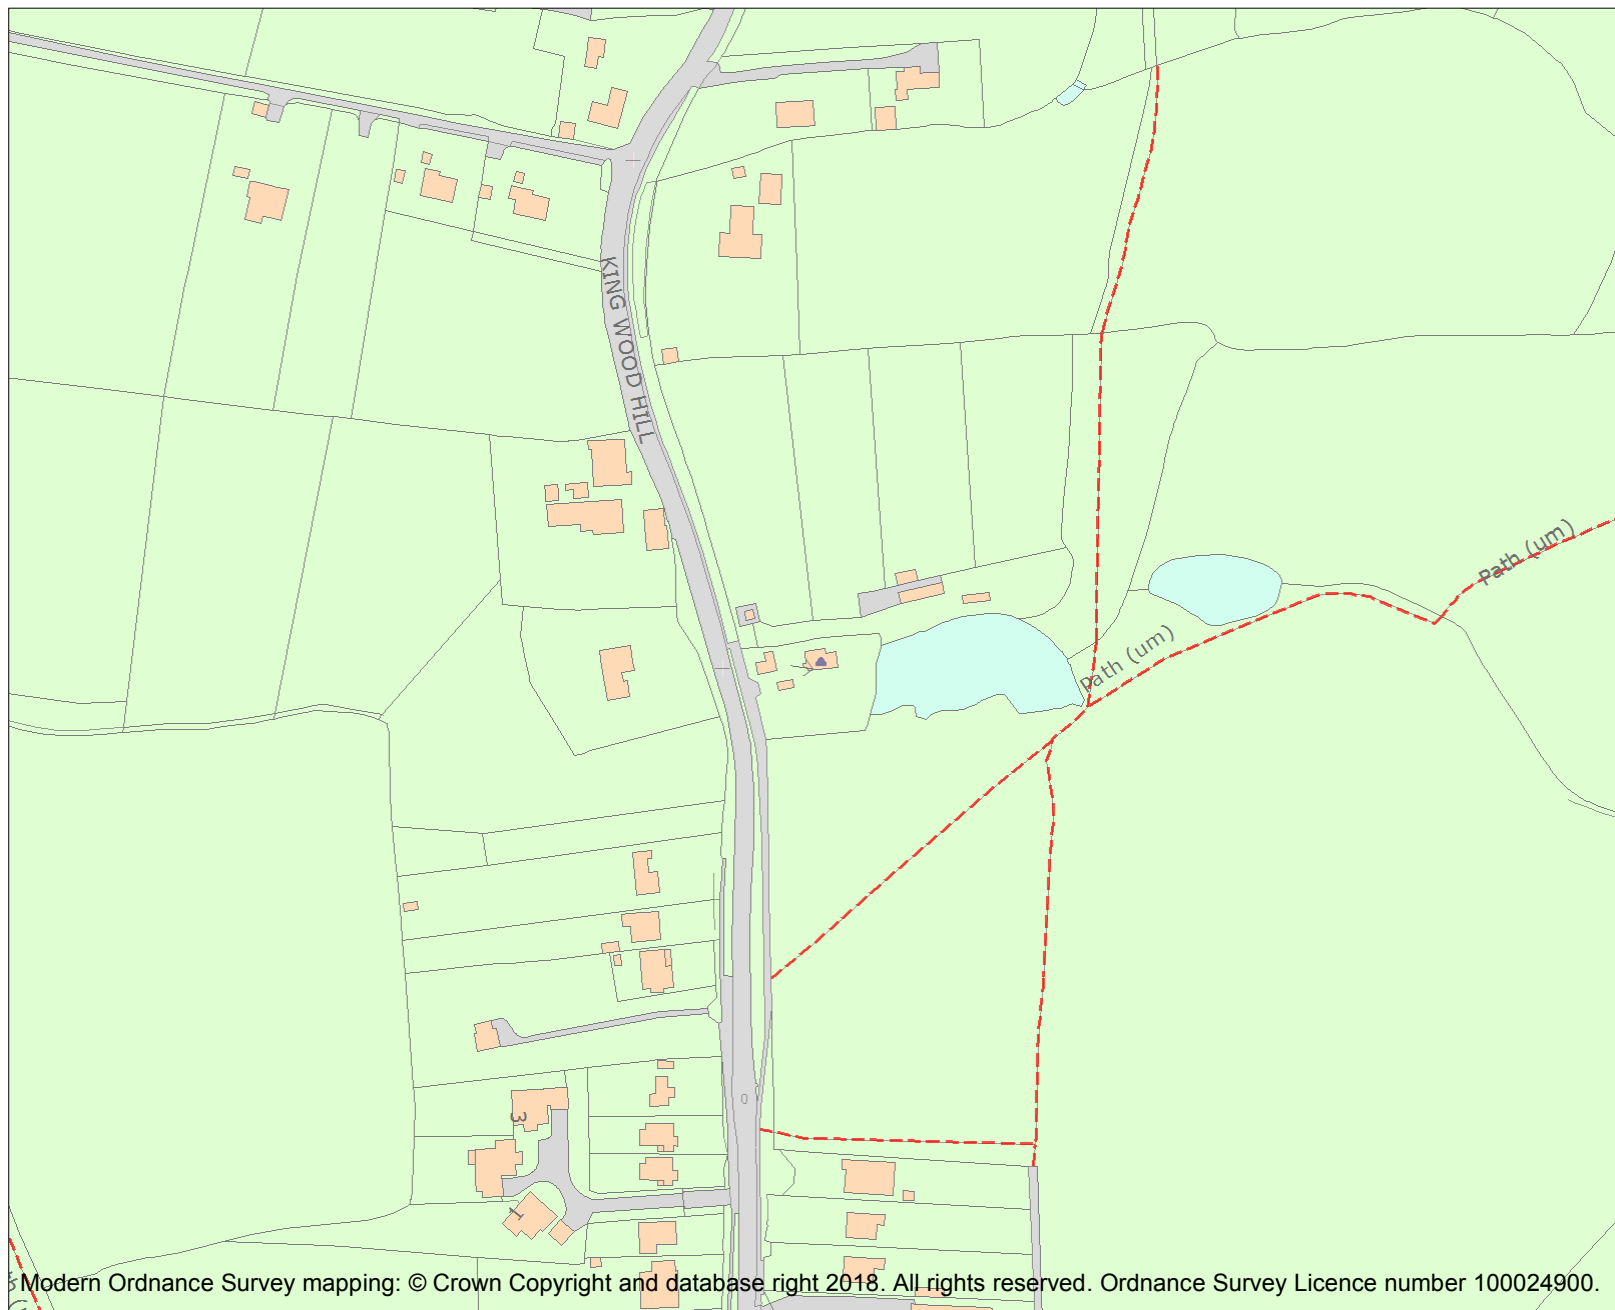 KING WOOD HILL
Path (um)
Path (um)
3
1
Modern Ordnance Survey mapping: © Crown Copyright and database right 2018. All rights reserved. Ordnance Survey Licence number 100024900.